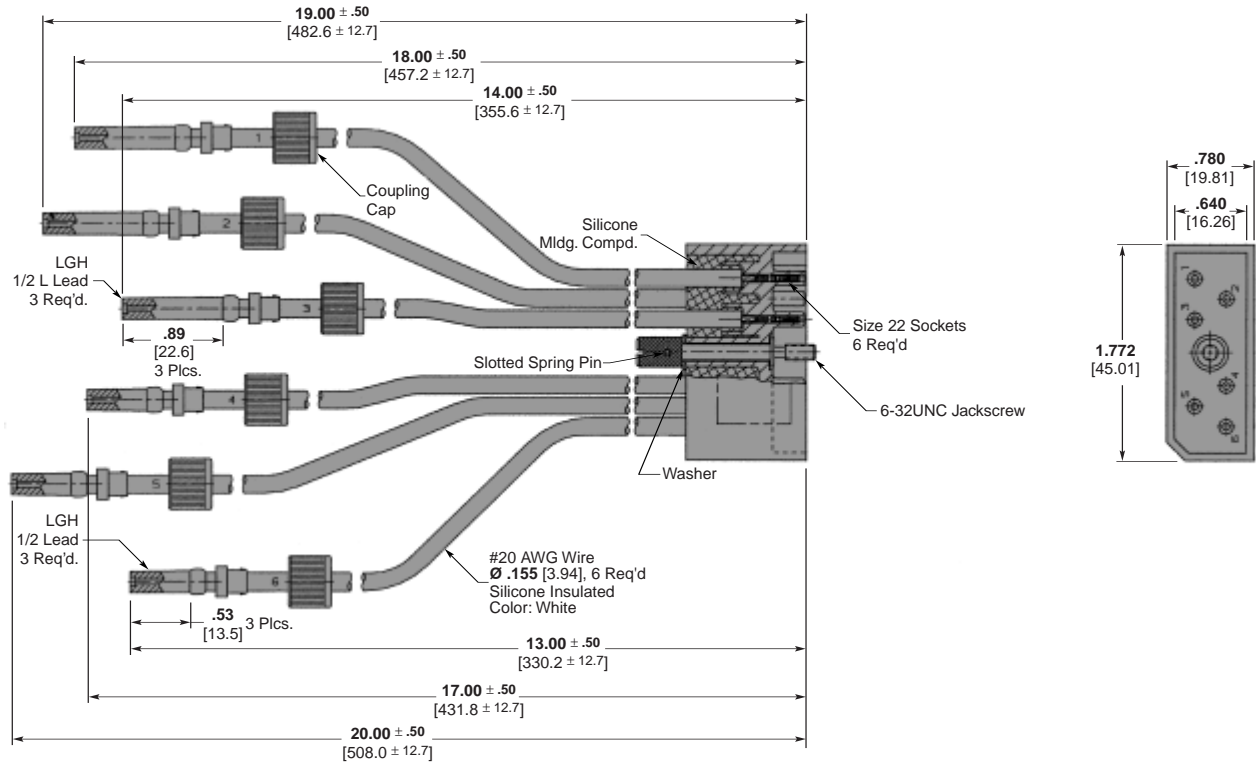 19.00 ± .50
[482.6 ± 12.7]
18.00 ± .50
[457.2 ± 12.7]
14.00 ± .50
[355.6 ± 12.7]
1
Coupling
Cap
2
Silicone
Mldg. Compd.
LGH
1/2 L Lead
3 Req'd.
3
.89
[22.6]
3 Plcs.
Size 22 Sockets
6 Req'd
Slotted Spring Pin
6-32UNC Jackscrew
4
Washer
5
LGH
1/2 Lead
3 Req'd.
6
#20 AWG Wire
Ø .155 [3.94], 6 Req'd
Silicone Insulated
Color: White
.53
[13.5]
3 Plcs.
13.00 ± .50
[330.2 ± 12.7]
17.00 ± .50
[431.8 ± 12.7]
20.00 ± .50
[508.0 ± 12.7]
.780
[19.81]
.640
[16.26]
1.772
[45.01]
1
2
3
4
5
6